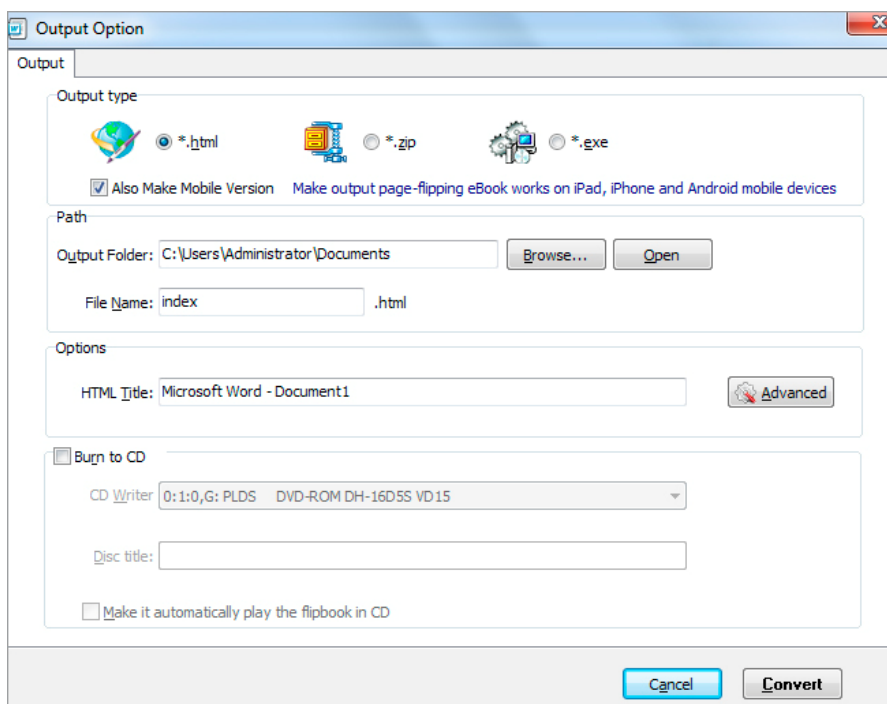 Output Option
Output
Output type
*.html *.zip *.exe
Also Make Mobile Version Make output page-flipping eBook works on iPad, iPhone and Android mobile devices
Path
Output Folder: C:\Users\Administrator\Documents Browse... Open
File Name: index .html
Options
HTML Title: Microsoft Word - Document1 Advanced
Burn to CD
CD Writer 0:1:0,G: PLDS DVD-ROM DH-16D5S VD15
Disc title:
Make it automatically play the flipbook in CD
Cancel Convert